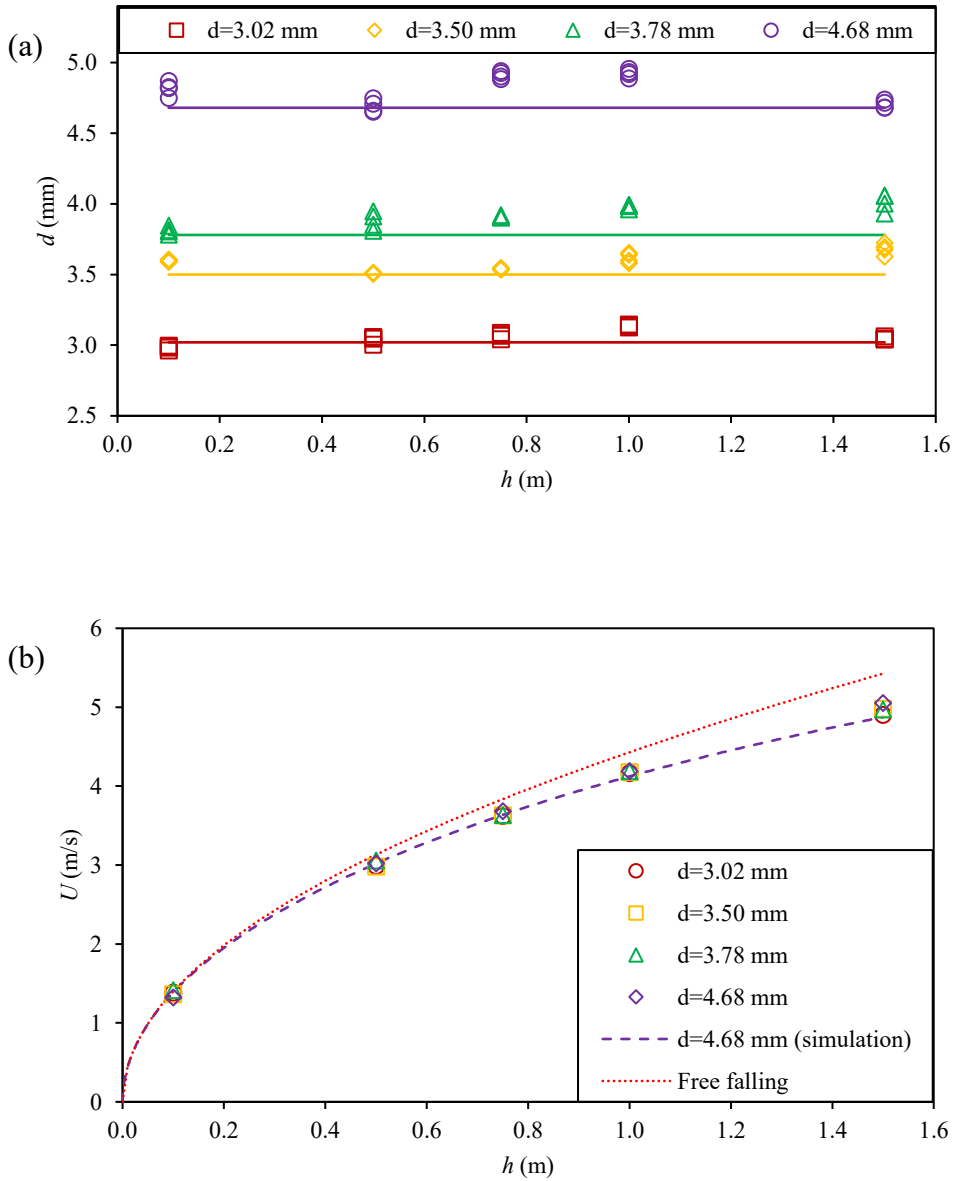 (a)
d=3.02 mm d=3.50 mm d=3.78 mm d=4.68 mm
5.0
4.5
4.0
3.5
3.0
2.5
d (mm)
0.0 0.2 0.4 0.6 0.8 1.0 1.2 1.4 1.6
h (m)
(b)
6
5
4
3
2
1
0
U (m/s)
d=3.02 mm
d=3.50 mm
d=3.78 mm
d=4.68 mm
d=4.68 mm (simulation)
Free falling
0.0 0.2 0.4 0.6 0.8 1.0 1.2 1.4 1.6
h (m)